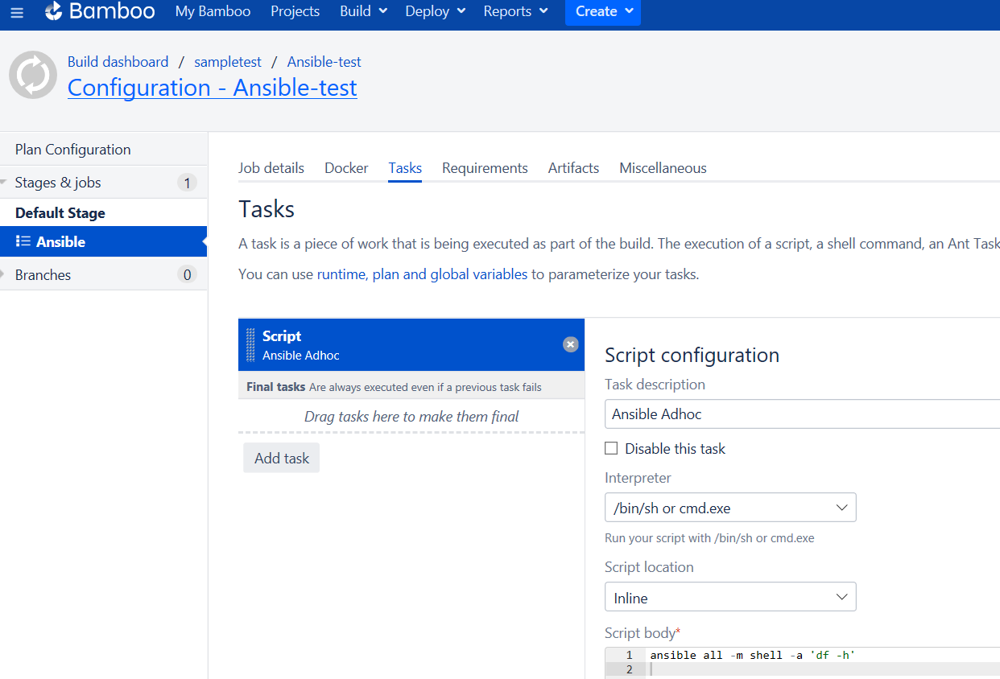 Bamboo My Bamboo Projects Build Deploy Reports Create
Build dashboard / sampletest / Ansible-test
Configuration - Ansible-test
Plan Configuration
Stages & jobs 1
Default Stage
Ansible
Branches 0
Job details Docker Tasks Requirements Artifacts Miscellaneous
Tasks
A task is a piece of work that is being executed as part of the build. The execution of a script, a shell command, an Ant Task
You can use runtime, plan and global variables to parameterize your tasks.
Script
Ansible Adhoc
Final tasks Are always executed even if a previous task fails
Drag tasks here to make them final
Add task
Script configuration
Task description
Ansible Adhoc
Disable this task
Interpreter
/bin/sh or cmd.exe
Run your script with /bin/sh or cmd.exe
Script location
Inline
Script body*
1 ansible all -m shell -a 'df -h'
2